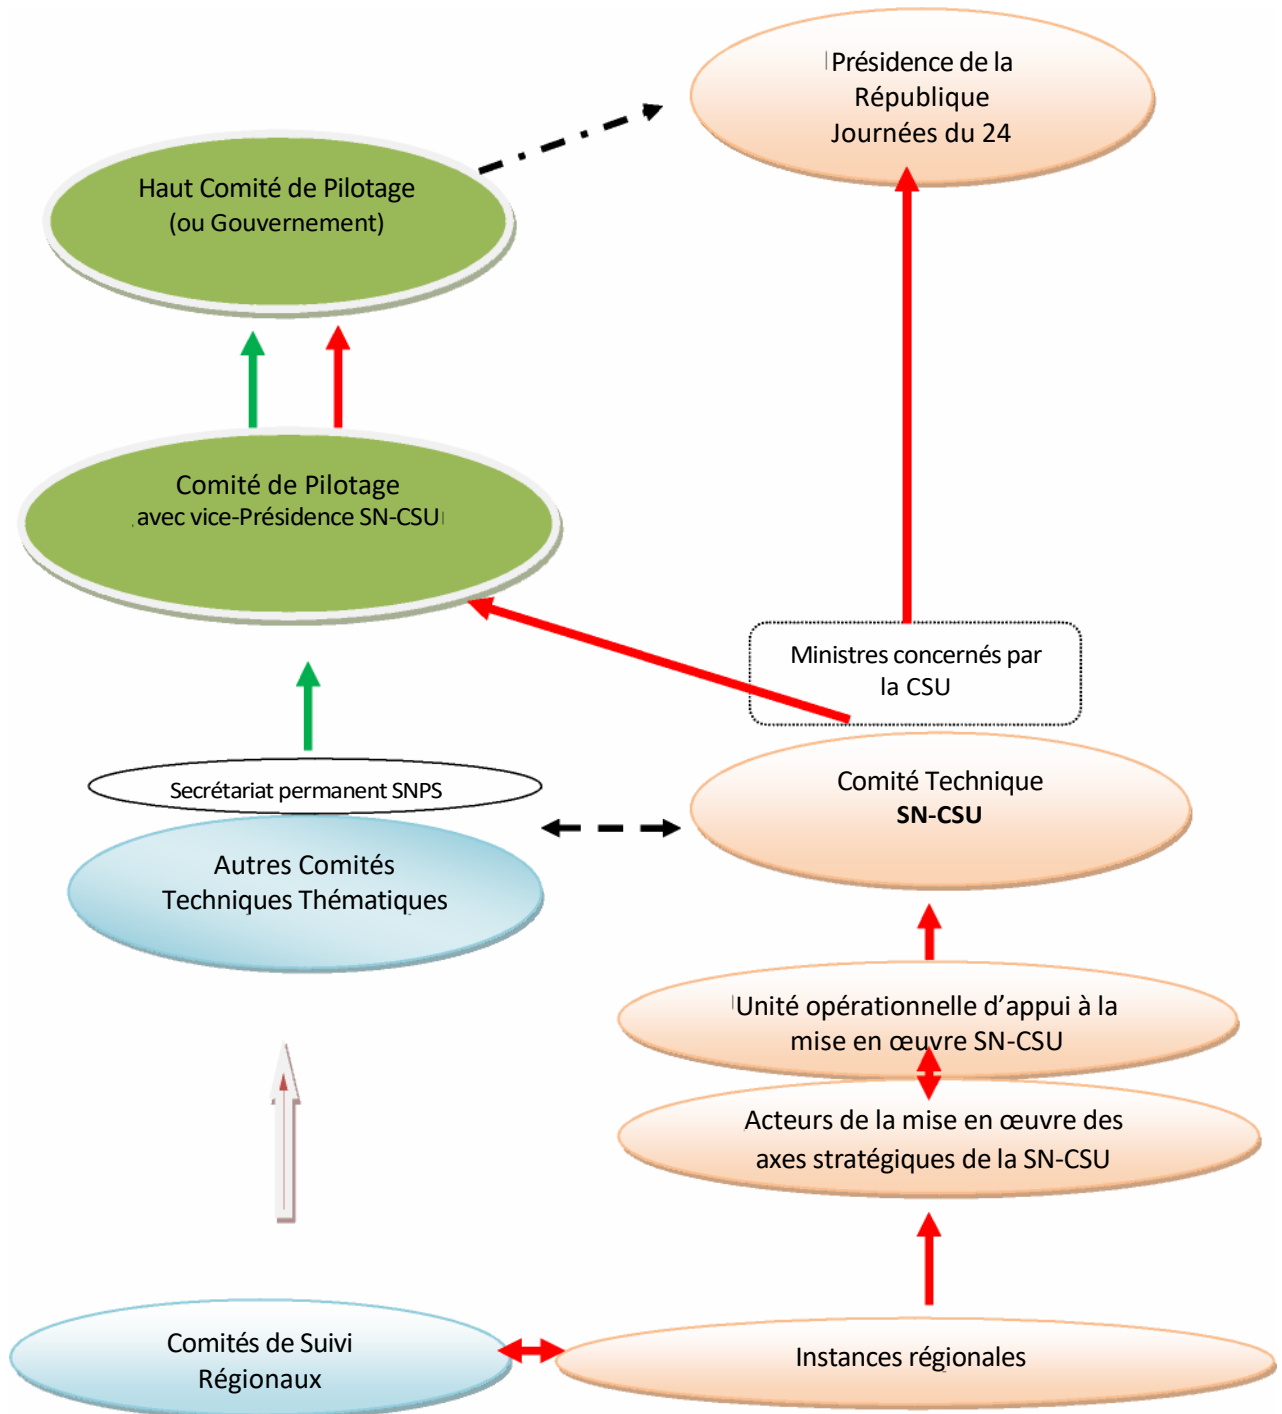 Présidence de la
République
Journées du 24
Haut Comité de Pilotage
(ou Gouvernement)
Comité de Pilotage
avec vice-Présidence SN-CSU
Ministres concernés par
la CSU
Secrétariat permanent SNPS
Comité Technique
SN-CSU
Autres Comités
Techniques Thématiques
Unité opérationnelle d’appui à la
mise en œuvre SN-CSU
Acteurs de la mise en œuvre des
axes stratégiques de la SN-CSU
Comités de Suivi
Régionaux
Instances régionales